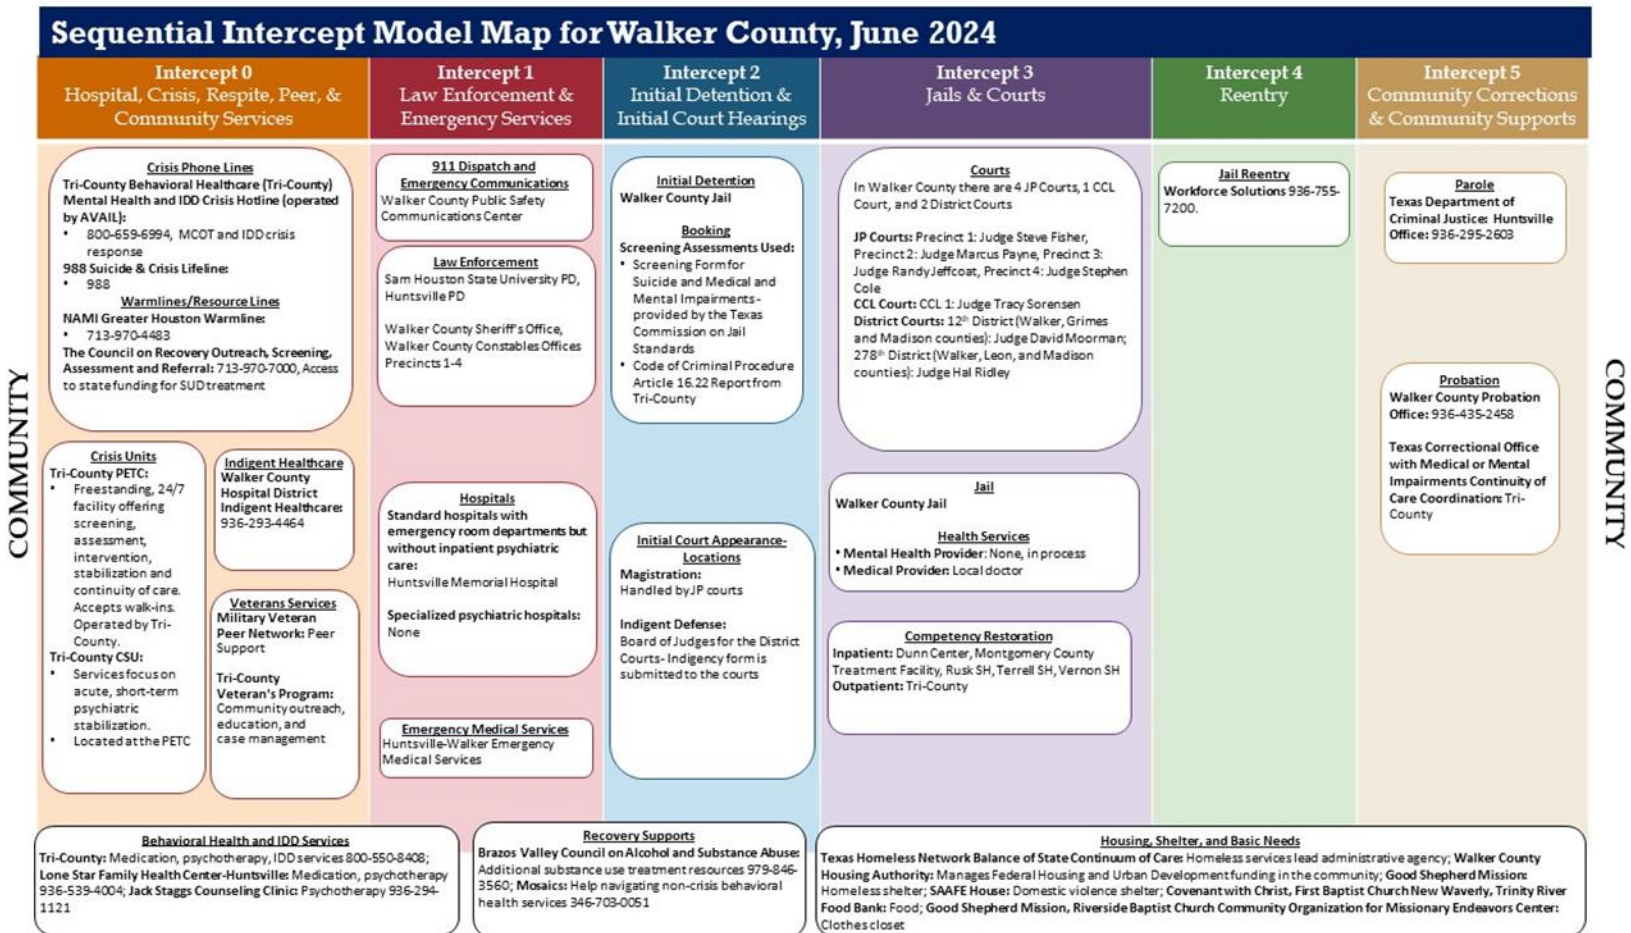 Sequential Intercept Model Map for Walker County, June 2024
Intercept 0
Hospital, Crisis, Respite, Peer, &
Community Services
Intercept 1
Law Enforcement &
Emergency Services
Intercept 2
Initial Detention &
Initial Court Hearings
Intercept 3
Jails & Courts
Intercept 4
Reentry
Intercept 5
Community Corrections
& Community Supports
COMMUNITY
Crisis Phone Lines
Tri-County Behavioral Healthcare (Tri-County)
Mental Health and IDD Crisis Hotline (operated
by AVAIL):
• 800-659-6994, MCOT and IDD crisis
response
988 Suicide & Crisis Lifeline:
• 988
Warmlines/Resource Lines
NAMI Greater Houston Warmline:
• 713-970-4483
The Council on Recovery Outreach, Screening,
Assessment and Referral: 713-970-7000, Access
to state funding for SUD treatment
Crisis Units
Tri-County PETC:
• Freestanding, 24/7
facility offering
screening,
assessment,
intervention,
stabilization and
continuity of care.
Accepts walk-ins.
Operated by Tri-
County.
Tri-County CSU:
• Services focus on
acute, short-term
psychiatric
stabilization.
• Located at the PETC
Indigent Healthcare
Walker County
Hospital District
Indigent Healthcare:
936-293-4464
Veterans Services
Military Veteran
Peer Network: Peer
Support
Tri-County
Veteran's Program:
Community outreach,
education, and
case management
911 Dispatch and
Emergency Communications
Walker County Public Safety
Communications Center
Law Enforcement
Sam Houston State University PD,
Huntsville PD
Walker County Sheriff's Office,
Walker County Constables Offices
Precincts 1-4
Hospitals
Standard hospitals with
emergency room departments but
without inpatient psychiatric
care:
Huntsville Memorial Hospital
Specialized psychiatric hospitals:
None
Emergency Medical Services
Huntsville-Walker Emergency
Medical Services
Initial Detention
Walker County Jail
Booking
Screening Assessments Used:
• Screening Form for
Suicide and Medical and
Mental Impairments-
provided by the Texas
Commission on Jail
Standards
• Code of Criminal Procedure
Article 16.22 Report from
Tri-County
Initial Court Appearance-
Locations
Magistration:
Handled by JP courts
Indigent Defense:
Board of Judges for the District
Courts- Indigency form is
submitted to the courts
Courts
In Walker County there are 4 JP Courts, 1 CCL
Court, and 2 District Courts
JP Courts: Precinct 1: Judge Steve Fisher,
Precinct 2: Judge Marcus Payne, Precinct 3:
Judge Randy Jeffcoat, Precinct 4: Judge Stephen
Cole
CCL Court: CCL 1: Judge Tracy Sorensen
District Courts: 12th District (Walker, Grimes
and Madison counties): Judge David Moorman;
278th District (Walker, Leon, and Madison
counties): Judge Hal Ridley
Jail
Walker County Jail
Health Services
• Mental Health Provider: None, in process
• Medical Provider: Local doctor
Competency Restoration
Inpatient: Dunn Center, Montgomery County
Treatment Facility, Rusk SH, Terrell SH, Vernon SH
Outpatient: Tri-County
Jail Reentry
Workforce Solutions 936-755-
7200.
Parole
Texas Department of
Criminal Justice: Huntsville
Office: 936-295-2603
Probation
Walker County Probation
Office: 936-435-2458
Texas Correctional Office
with Medical or Mental
Impairments Continuity of
Care Coordination: Tri-
County
COMMUNITY
Behavioral Health and IDD Services
Tri-County: Medication, psychotherapy, IDD services 800-550-8408;
Lone Star Family Health Center-Huntsville: Medication, psychotherapy
936-539-4004; Jack Staggs Counseling Clinic: Psychotherapy 936-294-
1121
Recovery Supports
Brazos Valley Council on Alcohol and Substance Abuse:
Additional substance use treatment resources 979-846-
3560; Mosaics: Help navigating non-crisis behavioral
health services 346-703-0051
Housing, Shelter, and Basic Needs
Texas Homeless Network Balance of State Continuum of Care: Homeless services lead administrative agency; Walker County
Housing Authority: Manages Federal Housing and Urban Development funding in the community; Good Shepherd Mission:
Homeless shelter; SAAFE House: Domestic violence shelter; Covenant with Christ, First Baptist Church New Waverly, Trinity River
Food Bank: Food; Good Shepherd Mission, Riverside Baptist Church Community Organization for Missionary Endeavors Center:
Clothes closet